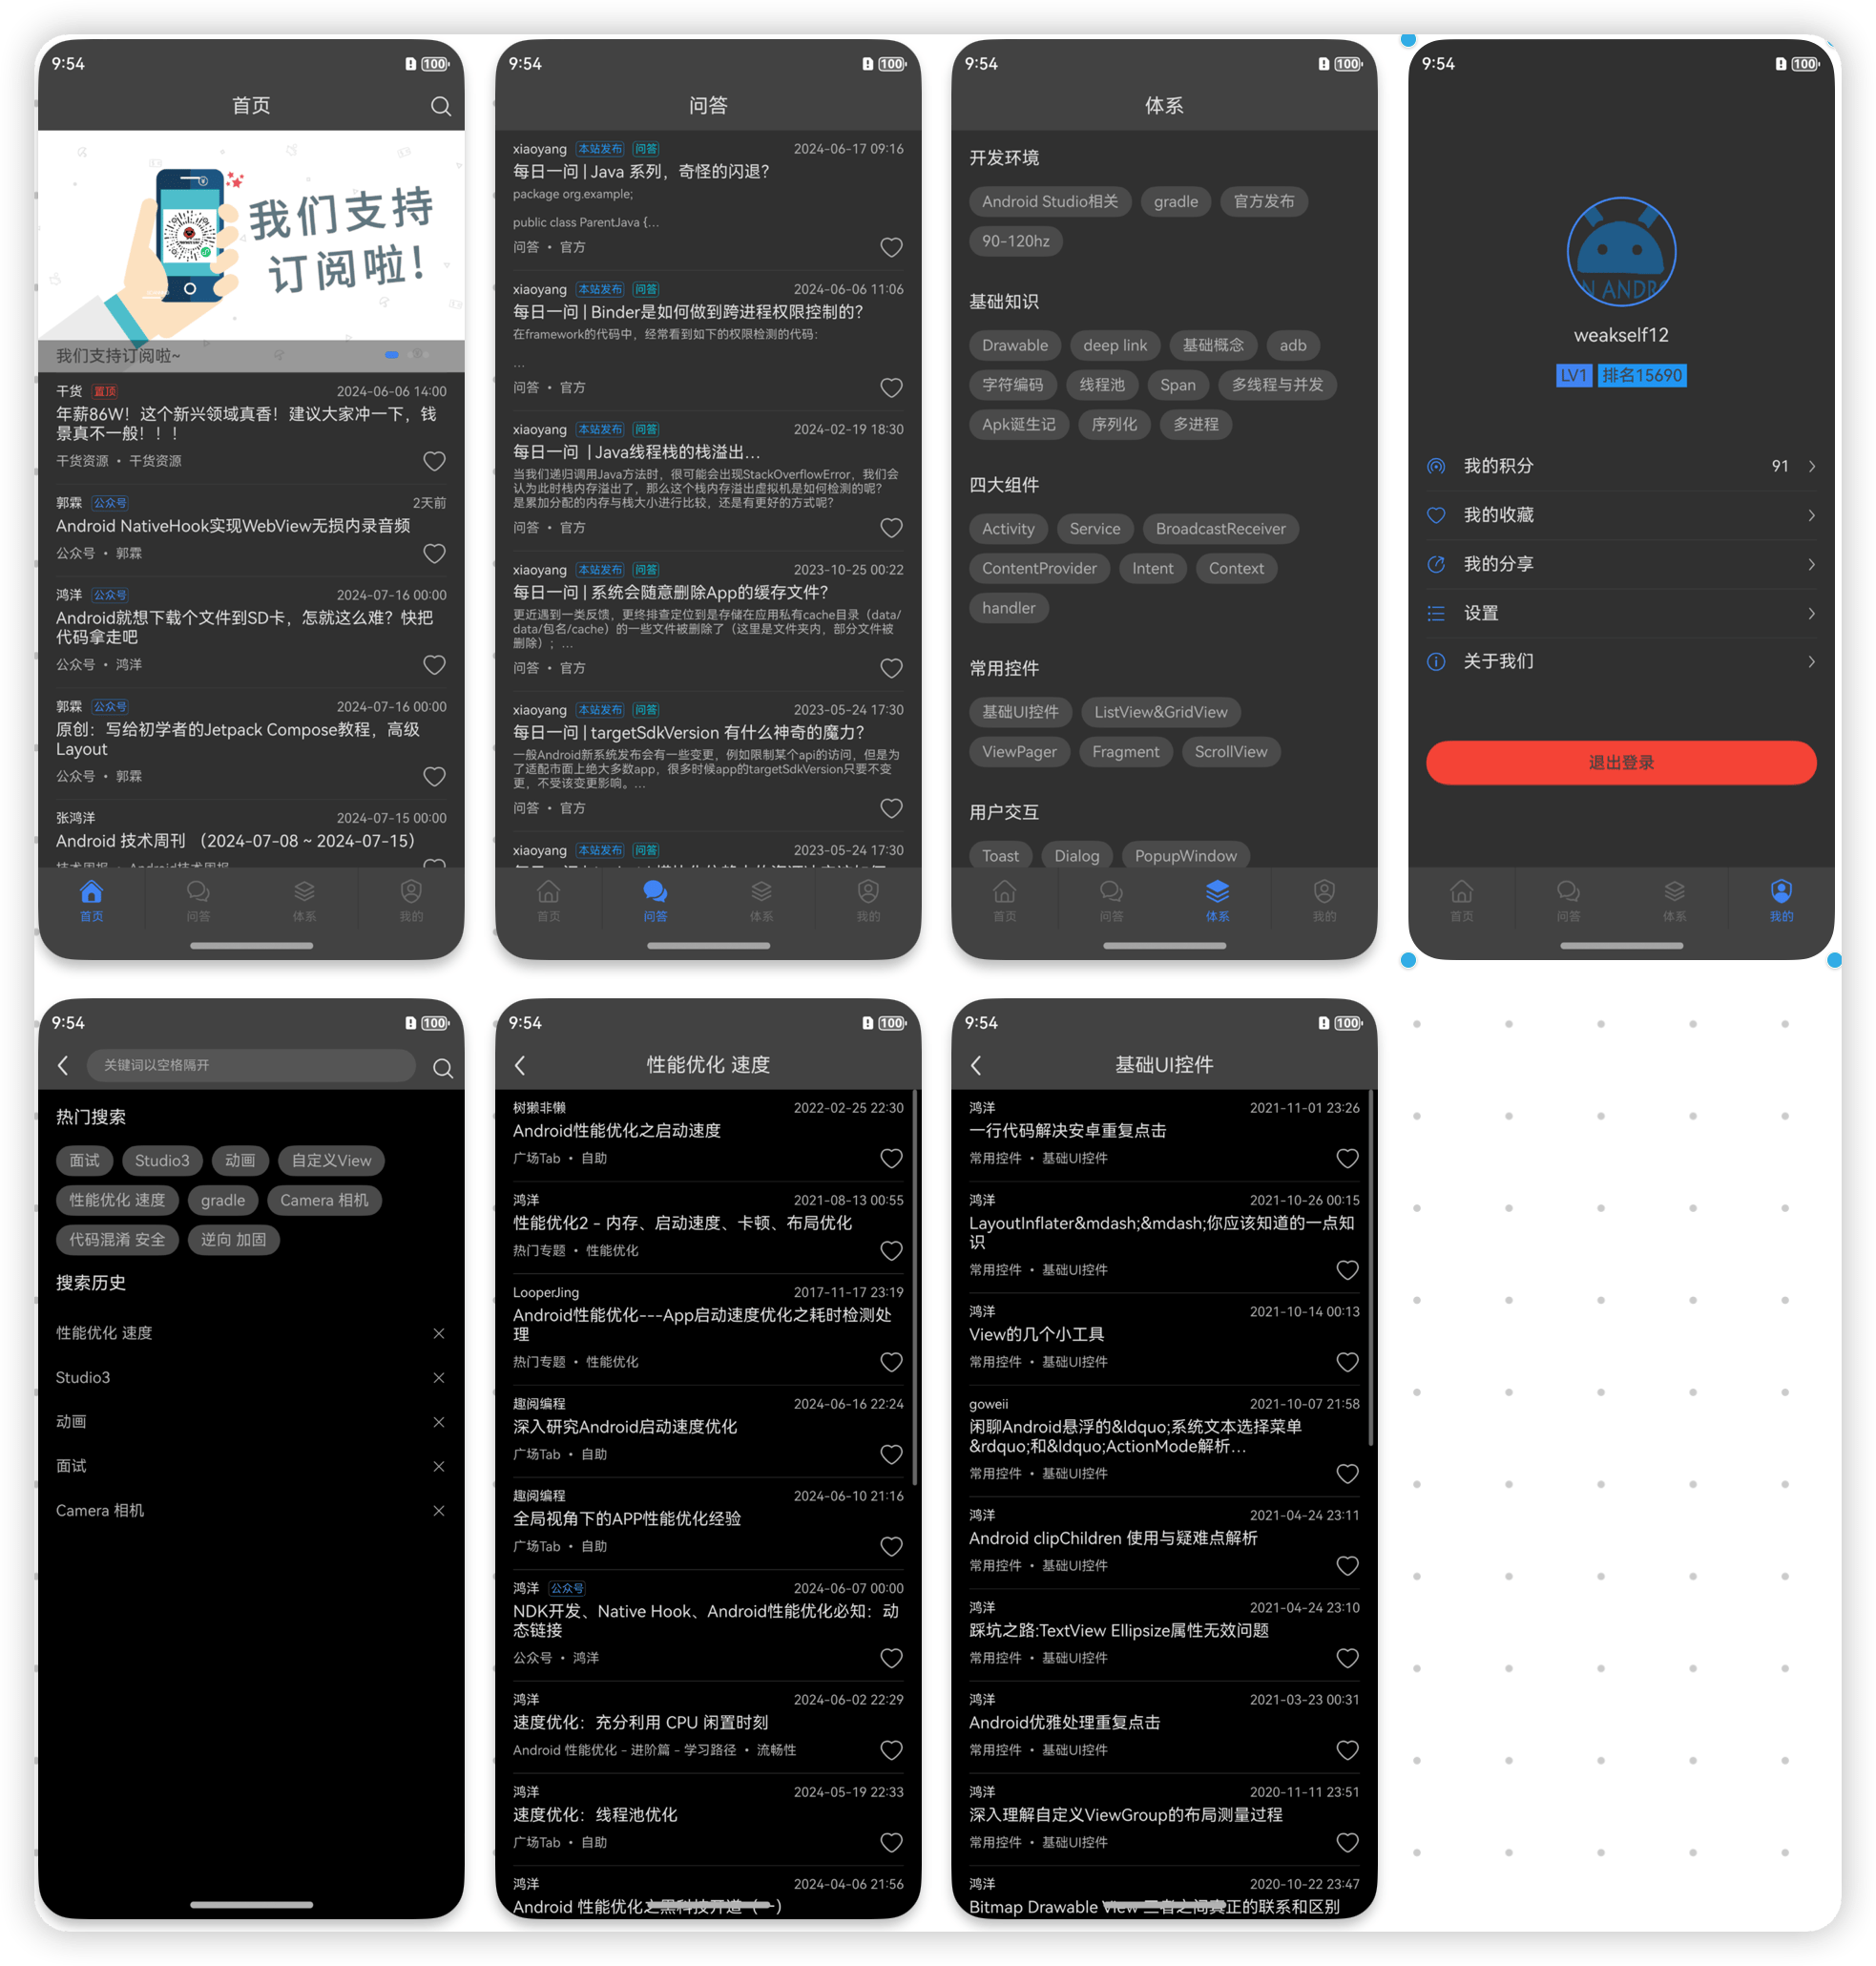 9:54
100
首页
我们支持
订阅啦!
我们支持订阅啦~
干货 置顶 2024-06-06 14:00
年薪86W！这个新兴领域真香！建议大家冲一下，钱
景真不一般！！！
干货资源 • 干货资源
郭霖 公众号 2天前
Android NativeHook实现WebView无损内录音频
公众号 • 郭霖
鸿洋 公众号 2024-07-16 00:00
Android就想下载个文件到SD卡，怎就这么难？快把
代码拿走吧
公众号 • 鸿洋
郭霖 公众号 2024-07-16 00:00
原创：写给初学者的Jetpack Compose教程，高级
Layout
公众号 • 郭霖
张鸿洋 2024-07-15 00:00
Android 技术周刊 （2024-07-08 ~ 2024-07-15）
首页 问答 体系 我的
9:54
100
问答
xiaoyang 本站发布 问答 2024-06-17 09:16
每日一问 | Java 系列，奇怪的闪退？
package org.example;
public class ParentJava {...
问答 • 官方
xiaoyang 本站发布 问答 2024-06-06 11:06
每日一问 | Binder是如何做到跨进程权限控制的？
在framework的代码中，经常看到如下的权限检测的代码：
...
问答 • 官方
xiaoyang 本站发布 问答 2024-02-19 18:30
每日一问 | Java线程栈的栈溢出...
当我们递归调用Java方法时，很可能会出现StackOverflowError，我们会
认为此时栈内存溢出了，那么这个栈内存溢出虚拟机是如何检测的呢？
是累加分配的内存与栈大小进行比较，还是有更好的方式呢？
问答 • 官方
xiaoyang 本站发布 问答 2023-10-25 00:22
每日一问 | 系统会随意删除App的缓存文件？
更近遇到一类反馈，更终排查定位到是存储在应用私有cache目录（data/
data/包名/cache）的一些文件被删除了（这里是文件夹内，部分文件被
删除）；...
问答 • 官方
xiaoyang 本站发布 问答 2023-05-24 17:30
每日一问 | targetSdkVersion 有什么神奇的魔力？
一般Android新系统发布会有一些变更，例如限制某个api的访问，但是为
了适配市面上绝大多数app，很多时候app的targetSdkVersion只要不变
更，不受该变更影响。...
问答 • 官方
xiaoyang 本站发布 问答 2023-05-24 17:30
首页 问答 体系 我的
9:54
100
体系
开发环境
Android Studio相关 gradle 官方发布
90-120hz
基础知识
Drawable deep link 基础概念 adb
字符编码 线程池 Span 多线程与并发
Apk诞生记 序列化 多进程
四大组件
Activity Service BroadcastReceiver
ContentProvider Intent Context
handler
常用控件
基础UI控件 ListView&GridView
ViewPager Fragment ScrollView
用户交互
Toast Dialog PopupWindow
首页 问答 体系 我的
9:54
100
N ANDR
weakself12
LV1 排名15690
我的积分 91
我的收藏
我的分享
设置
关于我们
退出登录
首页 问答 体系 我的
9:54
100
关键词以空格隔开
热门搜索
面试 Studio3 动画 自定义View
性能优化 速度 gradle Camera 相机
代码混淆 安全 逆向 加固
搜索历史
性能优化 速度
Studio3
动画
面试
Camera 相机
9:54
100
性能优化 速度
树獭非懒 2022-02-25 22:30
Android性能优化之启动速度
广场Tab • 自助
鸿洋 2021-08-13 00:55
性能优化2 - 内存、启动速度、卡顿、布局优化
热门专题 • 性能优化
LooperJing 2017-11-17 23:19
Android性能优化---App启动速度优化之耗时检测处
理
热门专题 • 性能优化
趣阅编程 2024-06-16 22:24
深入研究Android启动速度优化
广场Tab • 自助
趣阅编程 2024-06-10 21:16
全局视角下的APP性能优化经验
广场Tab • 自助
鸿洋 公众号 2024-06-07 00:00
NDK开发、Native Hook、Android性能优化必知：动
态链接
公众号 • 鸿洋
鸿洋 2024-06-02 22:29
速度优化：充分利用 CPU 闲置时刻
Android 性能优化 - 进阶篇 - 学习路径 • 流畅性
鸿洋 2024-05-19 22:33
速度优化：线程池优化
广场Tab • 自助
鸿洋 2024-04-06 21:56
Android 性能优化之黑科技开道（一）
9:54
100
基础UI控件
鸿洋 2021-11-01 23:26
一行代码解决安卓重复点击
常用控件 • 基础UI控件
鸿洋 2021-10-26 00:15
LayoutInflater&mdash;&mdash;你应该知道的一点知
识
常用控件 • 基础UI控件
鸿洋 2021-10-14 00:13
View的几个小工具
常用控件 • 基础UI控件
goweii 2021-10-07 21:58
闲聊Android悬浮的&ldquo;系统文本选择菜单
&rdquo;和&ldquo;ActionMode解析...
常用控件 • 基础UI控件
鸿洋 2021-04-24 23:11
Android clipChildren 使用与疑难点解析
常用控件 • 基础UI控件
鸿洋 2021-04-24 23:10
踩坑之路:TextView Ellipsize属性无效问题
常用控件 • 基础UI控件
鸿洋 2021-03-23 00:31
Android优雅处理重复点击
常用控件 • 基础UI控件
鸿洋 2020-11-11 23:51
深入理解自定义ViewGroup的布局测量过程
常用控件 • 基础UI控件
鸿洋 2020-10-22 23:47
Bitmap Drawable View 三者之间真正的联系和区别